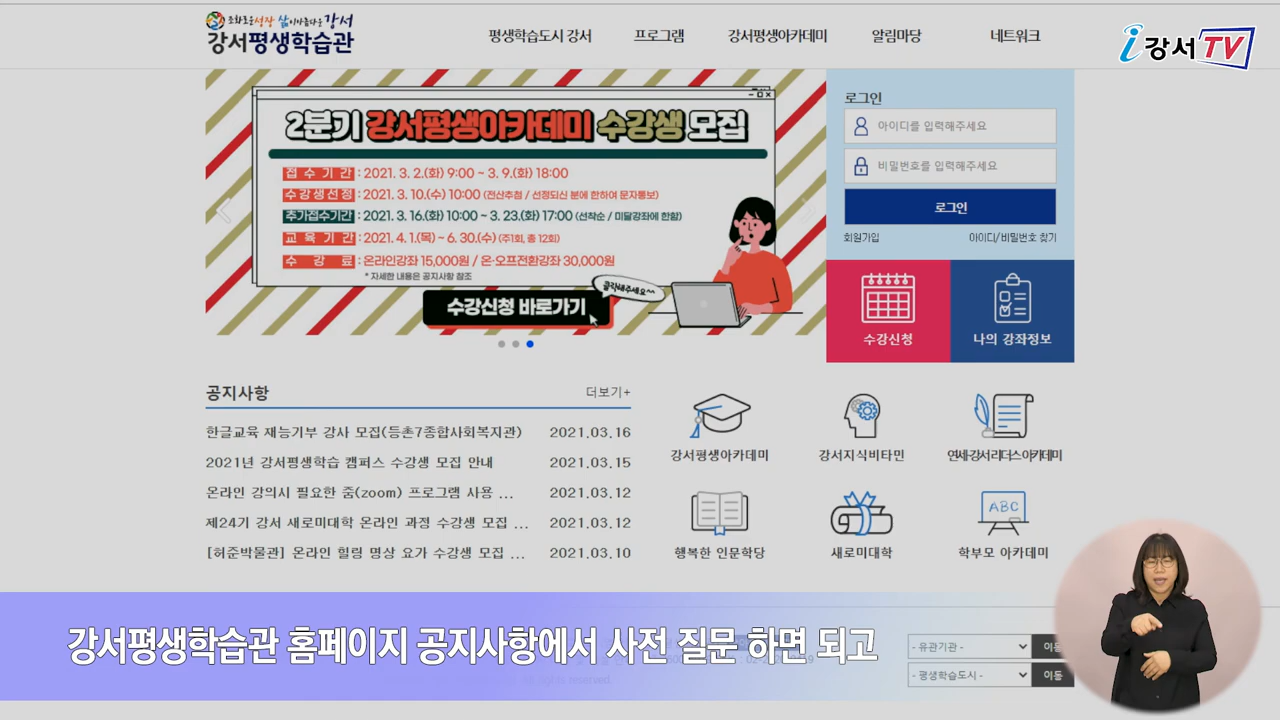 조화로운성장 삶이아름다운강서
강서평생학습관
평생학습도시 강서
프로그램
강서평생아카데미
알림마당
네트워크
i강서TV
2분기 강서평생아카데미 수강생 모집
접 수 기 간 : 2021. 3. 2.(화) 9:00 ~ 3. 9.(화) 18:00
수강생선정 : 2021. 3. 10.(수) 10:00 (전산추첨 / 선정되신 분에 한하여 문자통보)
추가접수기간 : 2021. 3. 16.(화) 10:00 ~ 3. 23.(화) 17:00 (선착순 / 미달강좌에 한함)
교 육 기 간 : 2021. 4. 1.(목) ~ 6. 30.(수) (주1회, 총 12회)
수 강 료 : 온라인강좌 15,000원 / 온·오프전환강좌 30,000원
* 자세한 내용은 공지사항 참조
클릭해주세요~~
수강신청 바로가기
로그인
아이디를 입력해주세요
비밀번호를 입력해주세요
로그인
회원가입
아이디/비밀번호 찾기
수강신청
나의 강좌정보
공지사항
더보기+
한글교육 재능기부 강사 모집(등촌7종합사회복지관) 2021.03.16
2021년 강서평생학습 캠퍼스 수강생 모집 안내 2021.03.15
온라인 강의시 필요한 줌(zoom) 프로그램 사용 ... 2021.03.12
제24기 강서 새로미대학 온라인 과정 수강생 모집 ... 2021.03.12
[허준박물관] 온라인 힐링 명상 요가 수강생 모집 ... 2021.03.10
강서평생아카데미
강서지식비타민
연세-강서 리더스 아카데미
ABC
행복한 인문학당
새로미대학
학부모 아카데미
강서평생학습관 홈페이지 공지사항에서 사전 질문 하면 되고
- 유관기관 -
이동
- 평생학습도시 -
이동